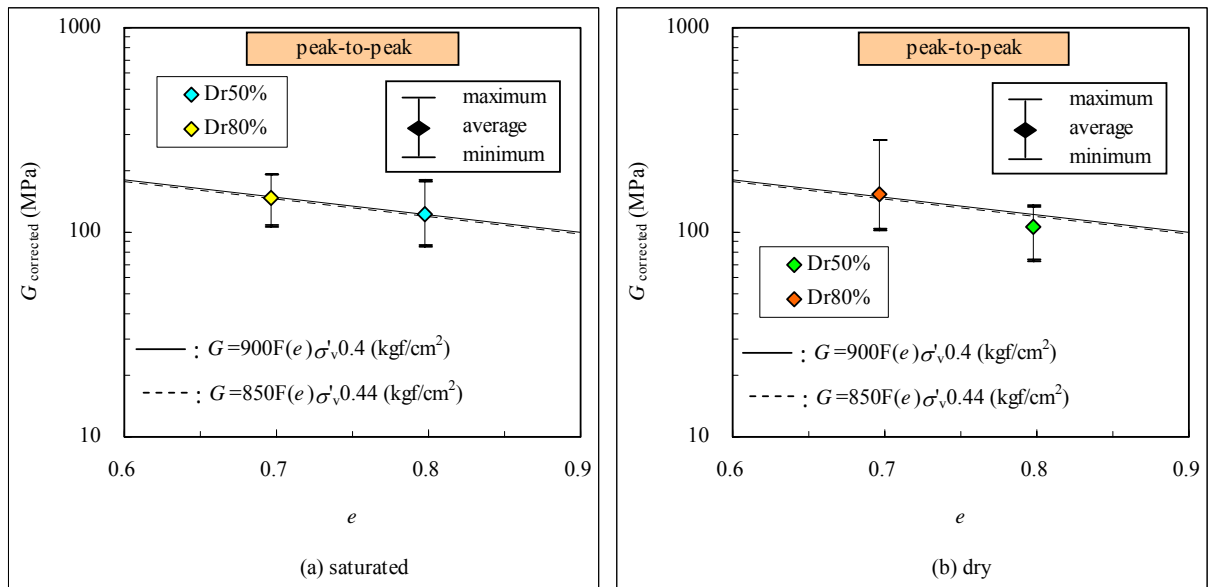 1000
peak-to-peak
Dr50%
Dr80%
maximum
average
minimum
G corrected (MPa)
100
: G=900F(e)σ'v0.4 (kgf/cm²)
: G=850F(e)σ'v0.44 (kgf/cm²)
10
0.6 0.7 0.8 0.9
e
(a) saturated
1000
peak-to-peak
maximum
average
minimum
G corrected (MPa)
100
Dr50%
Dr80%
: G=900F(e)σ'v0.4 (kgf/cm²)
: G=850F(e)σ'v0.44 (kgf/cm²)
10
0.6 0.7 0.8 0.9
e
(b) dry